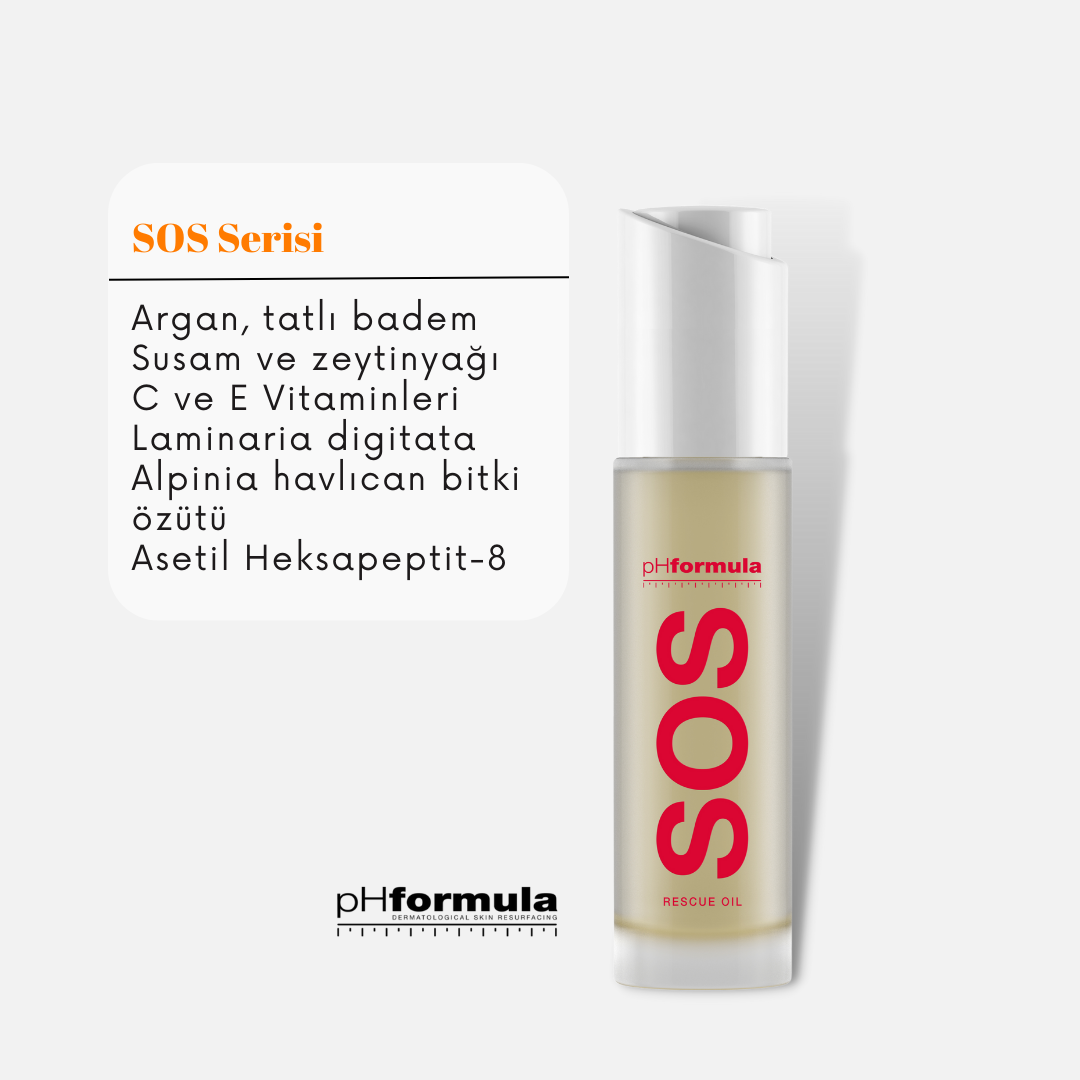 SOS Serisi
Argan, tatlı badem
Susam ve zeytinyağı
C ve E Vitaminleri
Laminaria digitata
Alpinia havlıcan bitki
özütü
Asetil Heksapeptit-8
pHformula
SOS
RESCUE OIL
pHformula
DERMATOLOGICAL SKIN RESURFACING